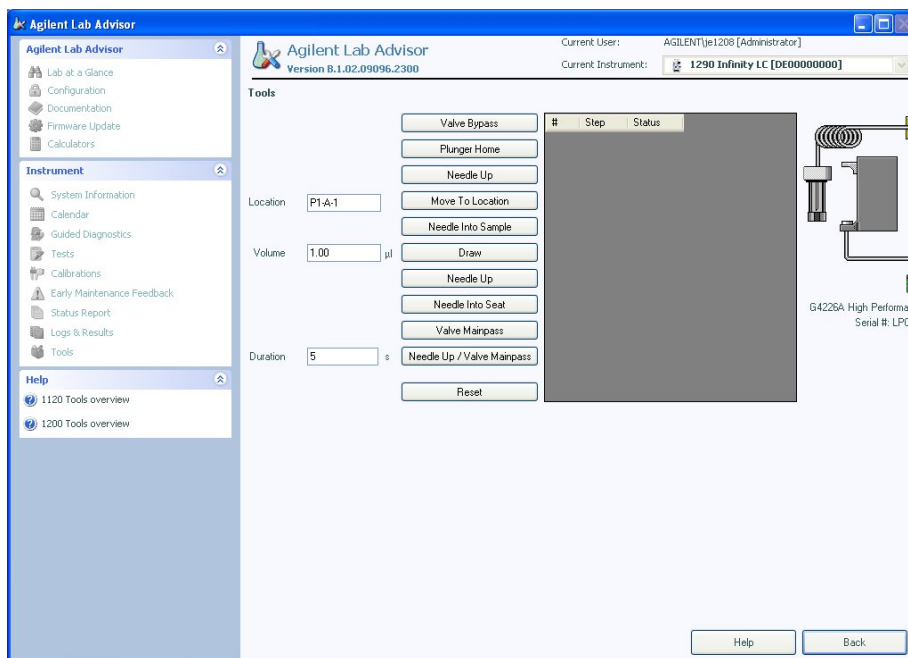 Agilent Lab Advisor
Agilent Lab Advisor
Lab at a Glance
Configuration
Documentation
Firmware Update
Calculators
Instrument
System Information
Calendar
Guided Diagnostics
Tests
Calibrations
Early Maintenance Feedback
Status Report
Logs & Results
Tools
Help
1120 Tools overview
1200 Tools overview
Agilent Lab Advisor
Version B.1.02.09096.2300
Current User: AGILENT\je1208 [Administrator]
Current Instrument: 1290 Infinity LC [DE00000000]
Tools
Valve Bypass
Plunger Home
Needle Up
Location P1-A-1 Move To Location
Needle Into Sample
Volume 1.00 µl Draw
Needle Up
Needle Into Seat
Valve Mainpass
Duration 5 s Needle Up / Valve Mainpass
Reset
# Step Status
G4226A High Performa
Serial #: LP0
Help Back